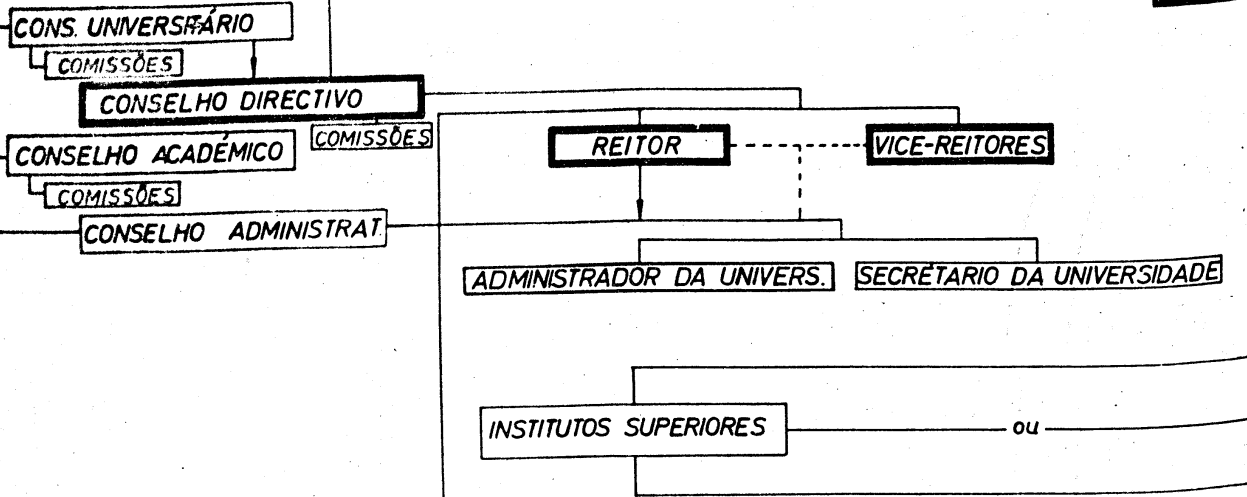 CONS. UNIVERSITÁRIO
COMISSÕES
CONSELHO DIRECTIVO
COMISSÕES
CONSELHO ACADÉMICO
COMISSÕES
REITOR
VICE-REITORES
CONSELHO ADMINISTRAT
ADMINISTRADOR DA UNIVERS.
SECRETÁRIO DA UNIVERSIDADE
INSTITUTOS SUPERIORES
ou